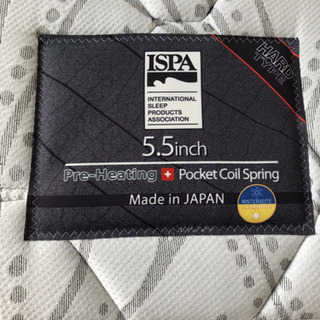 HARD
TYPE
ISPA
INTERNATIONAL
SLEEP
PRODUCTS
ASSOCIATION
5.5inch
Pre-Heating + Pocket Coil Spring
Made in JAPAN
WINTERSEITE